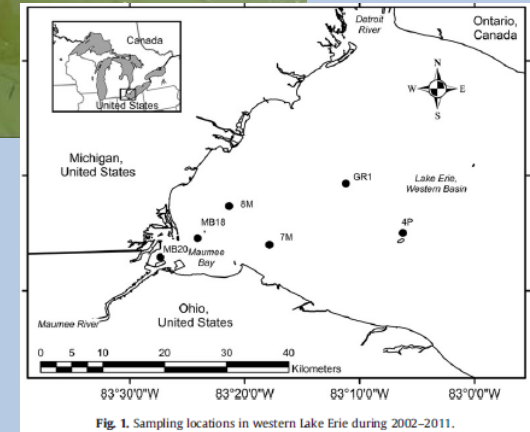 Canada
United States
Detroit
River
Ontario,
Canada
N
W
E
S
Michigan,
United States
GR1
Lake Erie,
Western Basin
8M
MB18
4P
7M
MB20
Maumee
Bay
Ohio,
United States
Maumee River
0 5 10 20 30 40
Kilometers
83°30'0"W 83°20'0"W 83°10'0"W 83°0'0"W
Fig. 1. Sampling locations in western Lake Erie during 2002–2011.